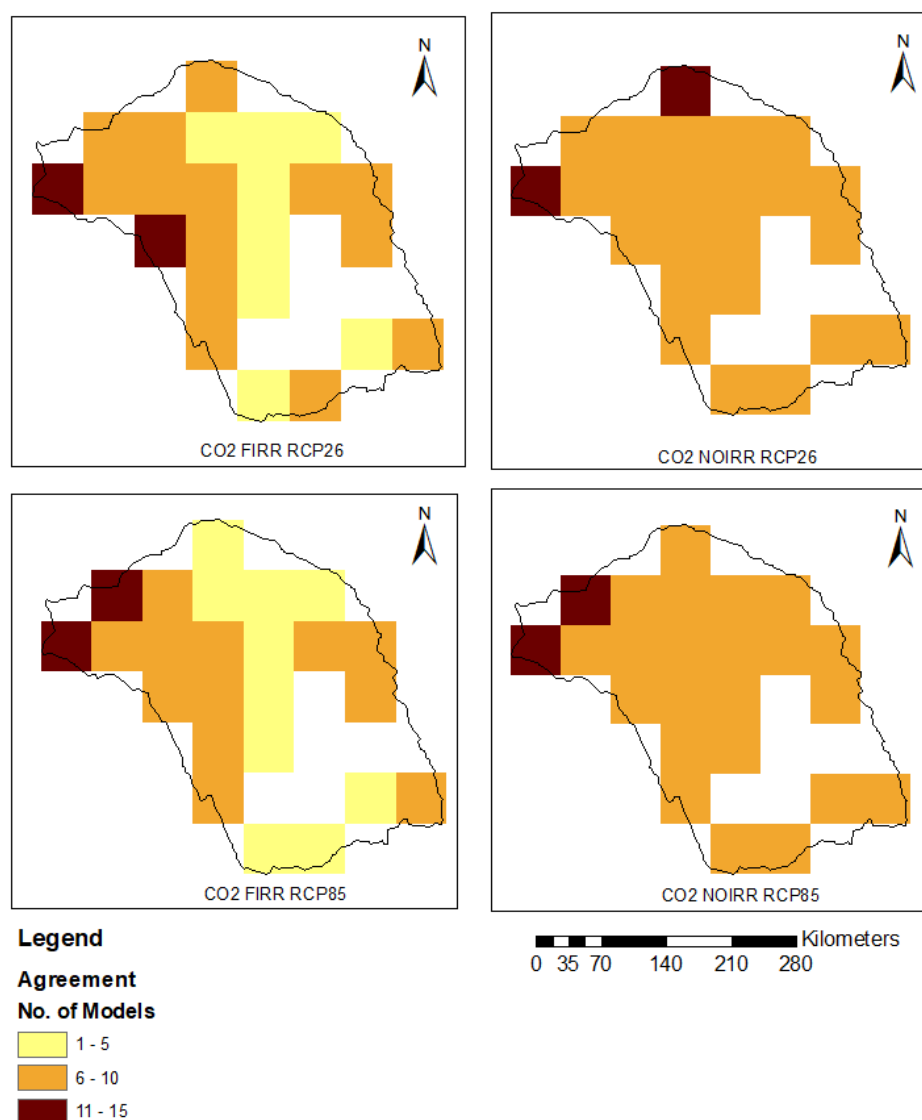 N
N
CO2 FIRR RCP26
CO2 NOIRR RCP26
N
N
CO2 FIRR RCP85
CO2 NOIRR RCP85
Legend
Kilometers
0 35 70 140 210 280
Agreement
No. of Models
1 - 5
6 - 10
11 - 15